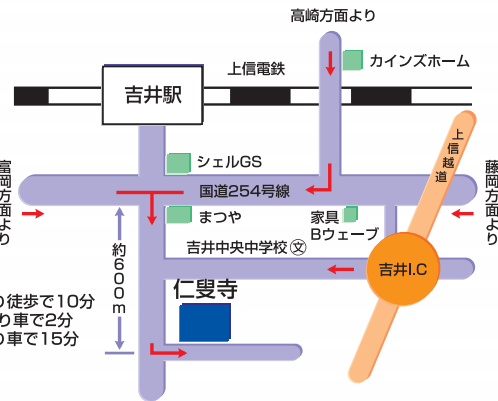 高崎方面より
カインズホーム
上信電鉄
吉井駅
上信越道
シェルGS
富岡方面より
国道254号線
藤岡方面より
まつや
家具
Bウェーブ
吉井中央中学校 文
吉井I.C
約600m
仁叟寺
り徒歩で10分
り車で2分
り車で15分